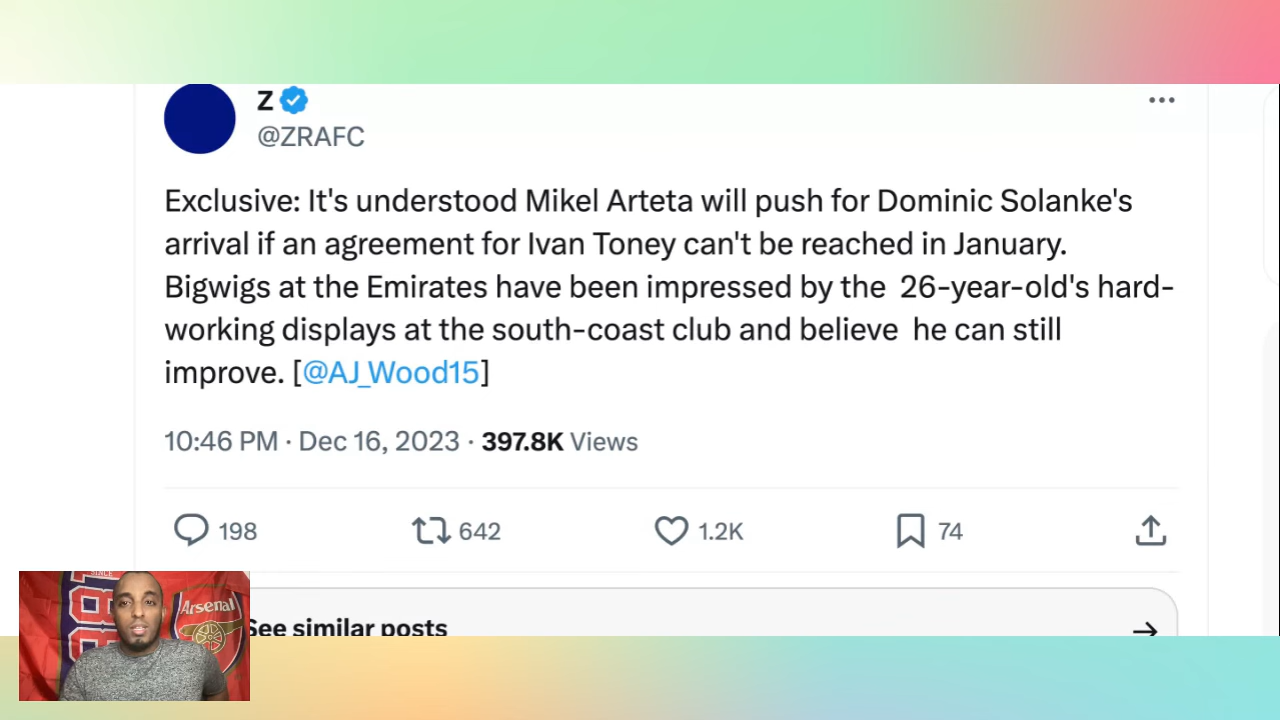 Z
@ZRAFC
Exclusive: It's understood Mikel Arteta will push for Dominic Solanke's
arrival if an agreement for Ivan Toney can't be reached in January.
Bigwigs at the Emirates have been impressed by the  26-year-old's hard-
working displays at the south-coast club and believe  he can still
improve. [@AJ_Wood15]
10:46 PM · Dec 16, 2023 · 397.8K Views
198
642
1.2K
74
See similar posts
SINCE
Arsenal